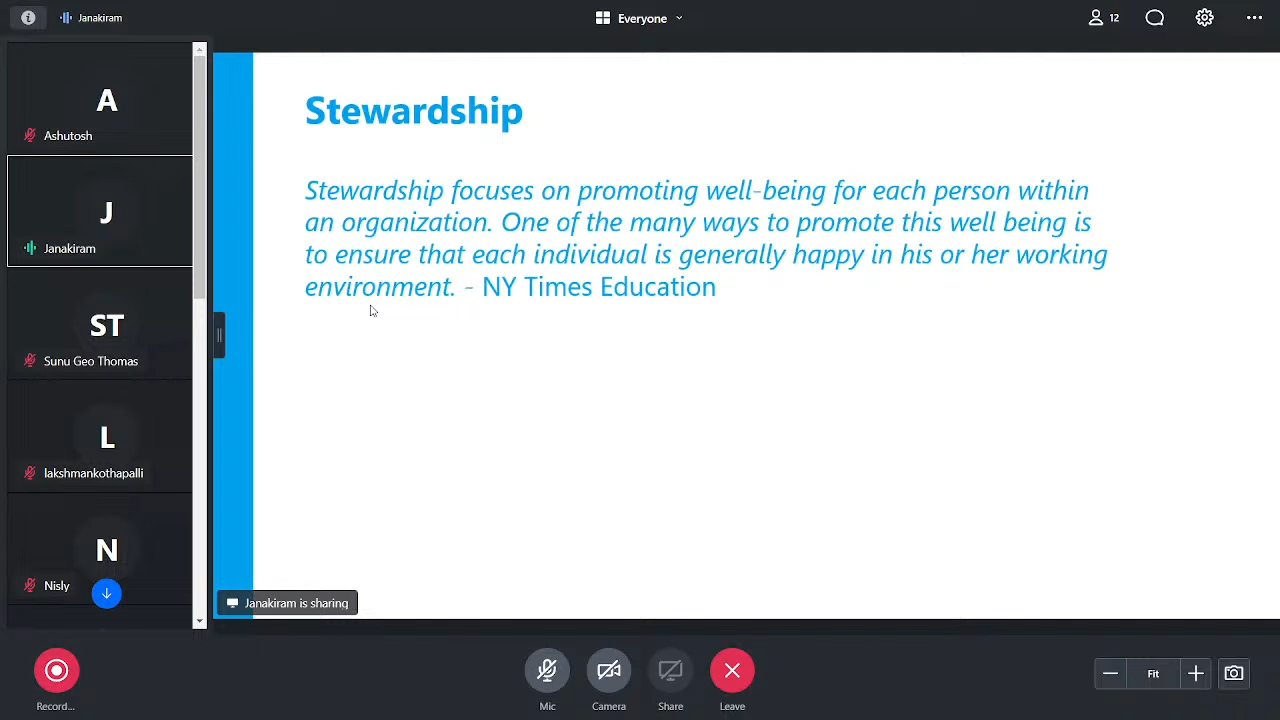 Janakiram
Everyone
12
A
Ashutosh
J
Janakiram
ST
Sunu Geo Thomas
L
lakshmankothapalli
N
Nisly
Stewardship
Stewardship focuses on promoting well-being for each person within
an organization. One of the many ways to promote this well being is
to ensure that each individual is generally happy in his or her working
environment. - NY Times Education
Janakiram is sharing
Record...
Mic
Camera
Share
Leave
Fit